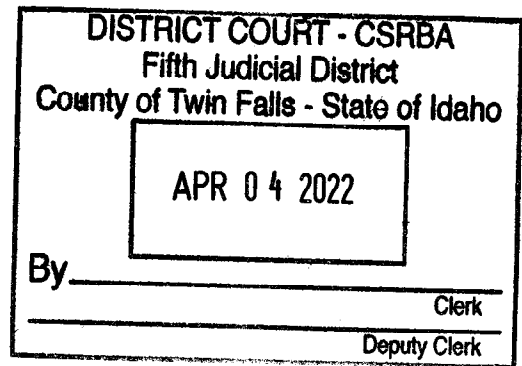 DISTRICT COURT - CSRBA
Fifth Judicial District
County of Twin Falls - State of Idaho
APR 04 2022
By
Clerk
Deputy Clerk